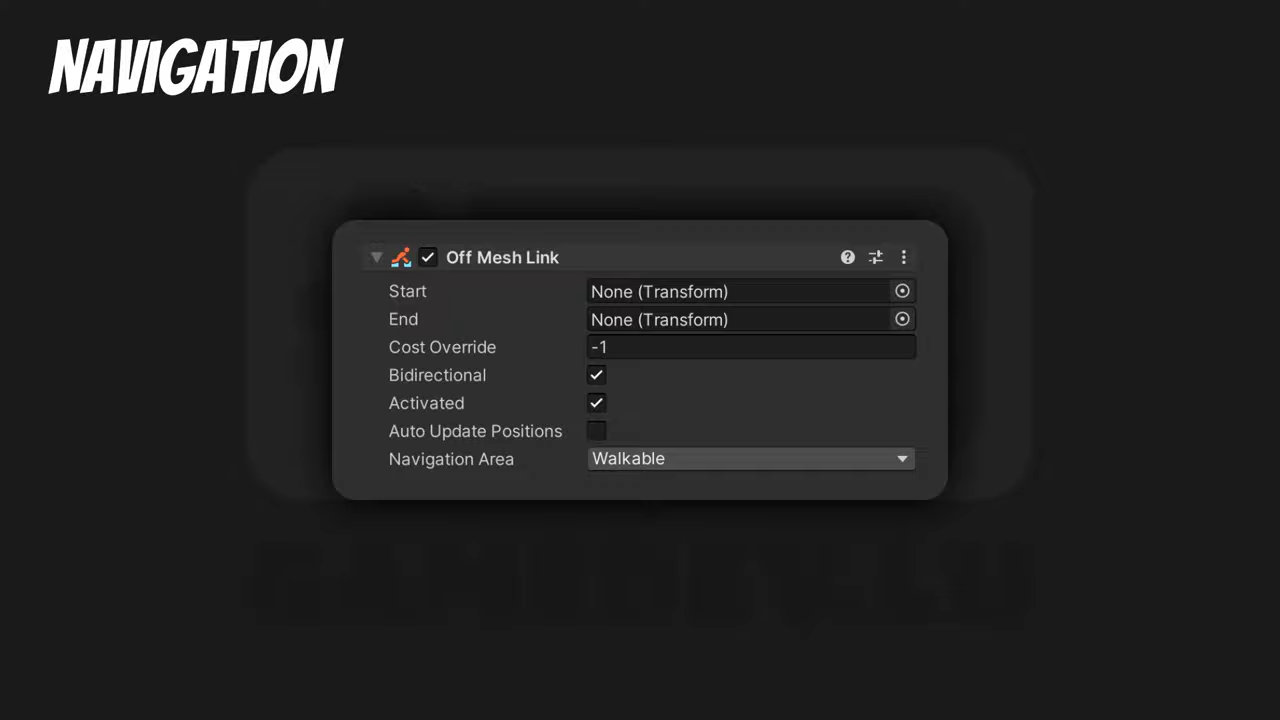 NAVIGATION
Off Mesh Link
Start None (Transform)
End None (Transform)
Cost Override -1
Bidirectional
Activated
Auto Update Positions
Navigation Area Walkable